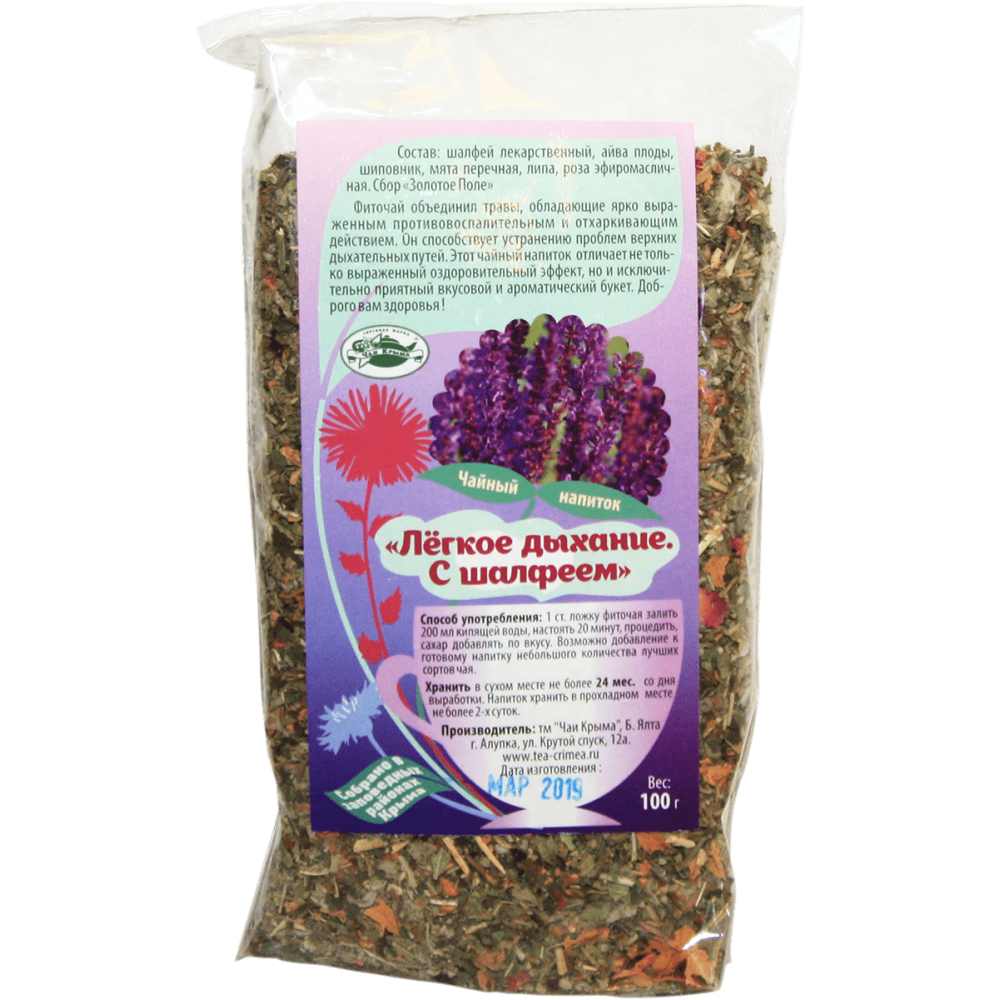 Состав: шалфей лекарственный, айва плоды,
шиповник, мята перечная, липа, роза эфиромаслич-
ная. Сбор «Золотое Поле»
Фиточай объединил травы, обладающие ярко выра-
женным противовоспалительным и отхаркивающим
действием. Он способствует устранению проблем верхних
дыхательных путей. Этот чайный напиток отличает не толь-
ко выраженный оздоровительный эффект, но и исключи-
тельно приятный вкусовой и ароматический букет. Доб-
рого вам здоровья!
ТОРГОВАЯ МАРКА
Чаи Крыма
Чайный напиток
«Лёгкое дыхание.
С шалфеем»
Способ употребления: 1 ст. ложку фиточая залить
200 мл кипящей воды, настоять 20 минут, процедить,
сахар добавлять по вкусу. Возможно добавление к
готовому напитку небольшого количества лучших
сортов чая.
Хранить в сухом месте не более 24 мес. со дня
выработки. Напиток хранить в прохладном месте
не более 2-х суток.
Производитель: тм "Чаи Крыма", Б. Ялта
г. Алупка, ул. Крутой спуск, 12а.
www.tea-crimea.ru
Дата изготовления :
МАР 2019
Вес:
100 г
Собрано в
заповедных
районах
Крыма